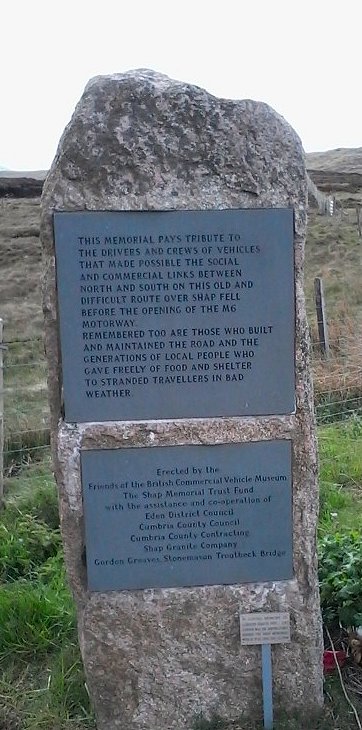 THIS MEMORIAL PAYS TRIBUTE TO
THE DRIVERS AND CREWS OF VEHICLES
THAT MADE POSSIBLE THE SOCIAL
AND COMMERCIAL LINKS BETWEEN
NORTH AND SOUTH ON THIS OLD AND
DIFFICULT ROUTE OVER SHAP FELL
BEFORE THE OPENING OF THE M6
MOTORWAY.
REMEMBERED TOO ARE THOSE WHO BUILT
AND MAINTAINED THE ROAD AND THE
GENERATIONS OF LOCAL PEOPLE WHO
GAVE FREELY OF FOOD AND SHELTER
TO STRANDED TRAVELLERS IN BAD
WEATHER
Erected by the
Friends of the British Commercial Vehicle Museum
The Shap Memorial Trust Fund
with the assistance and co-operation of
Eden District Council
Cumbria County Council
Cumbria County Contracting
Shap Granite Company
Gordon Greaves, Stonemason Troutbeck Bridge